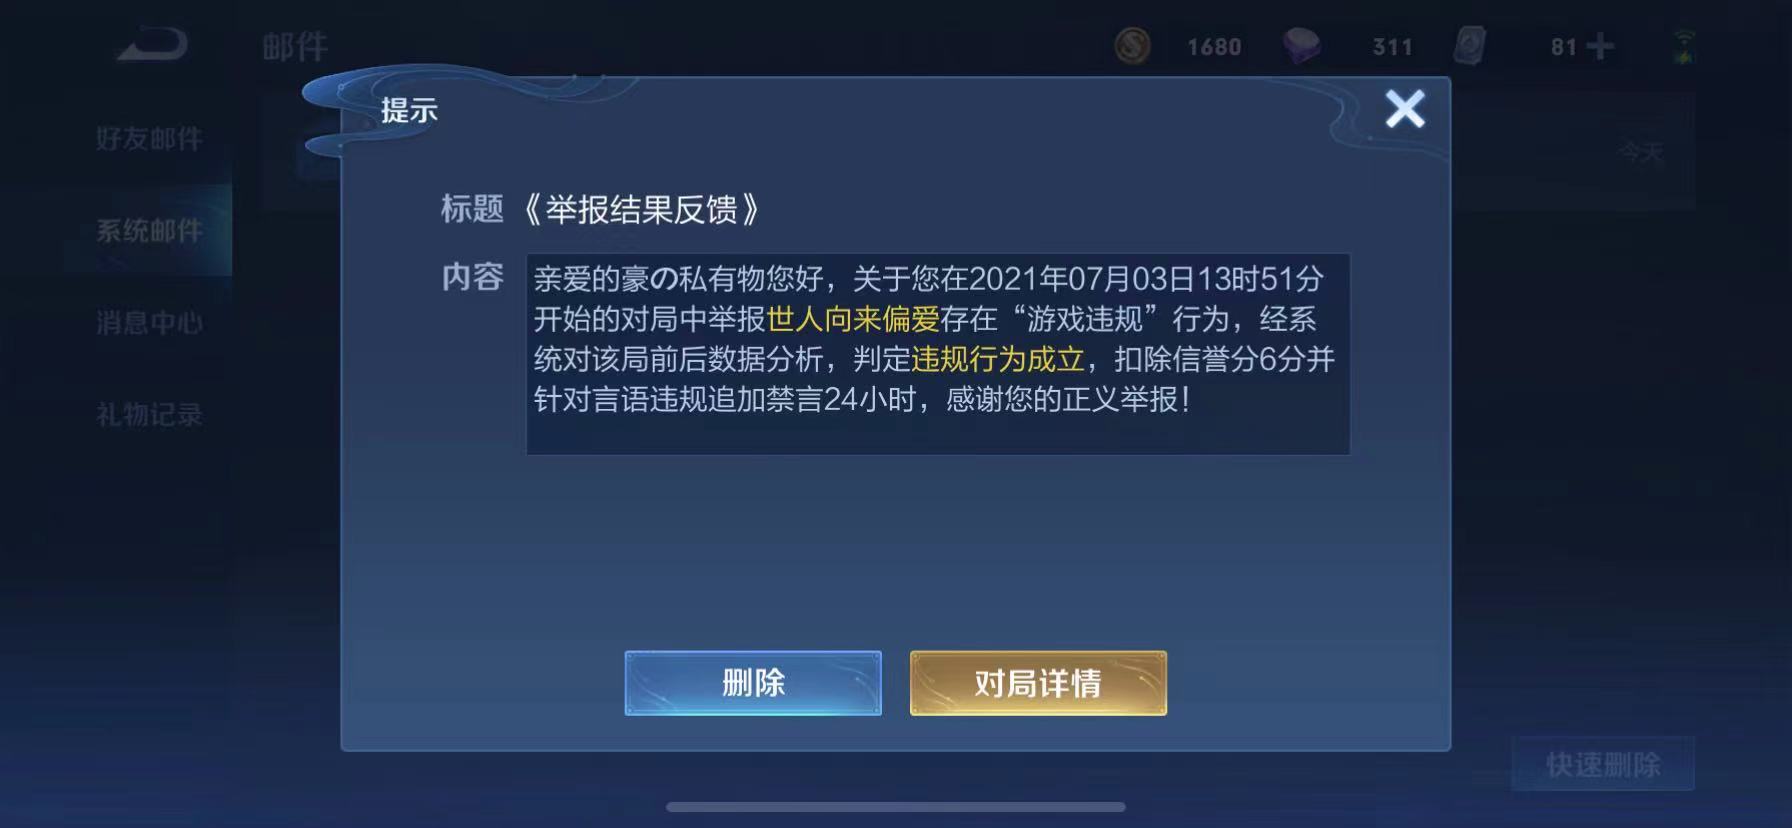 邮件
1680
311
81
提示
好友邮件
今天
标题 《举报结果反馈》
系统邮件
内容
亲爱的豪の私有物您好，关于您在2021年07月03日13时51分
开始的对局中举报世人向来偏爱存在“游戏违规”行为，经系
统对该局前后数据分析，判定违规行为成立，扣除信誉分6分并
针对言语违规追加禁言24小时，感谢您的正义举报！
消息中心
礼物记录
删除
对局详情
快速删除